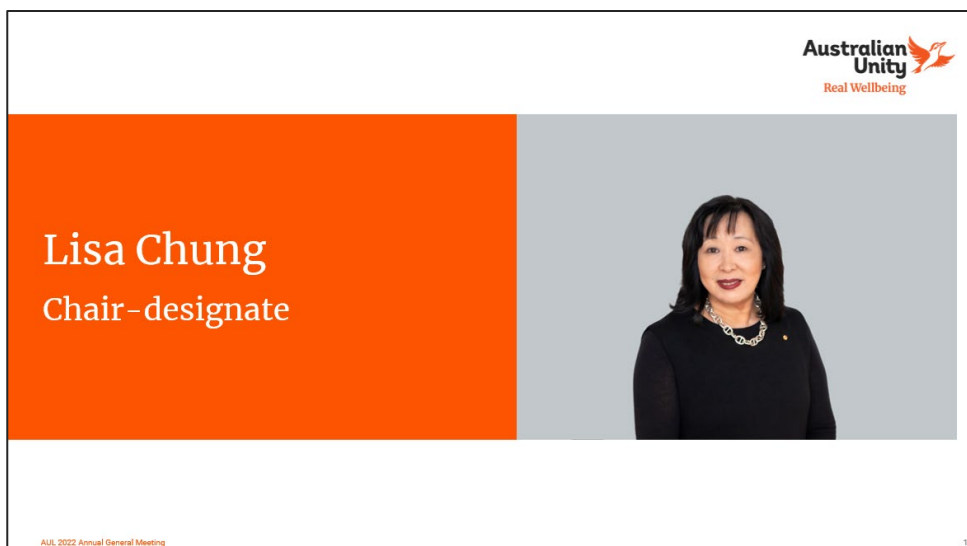 Australian
Unity
Real Wellbeing
Lisa Chung
Chair-designate
AUL 2022 Annual General Meeting
1